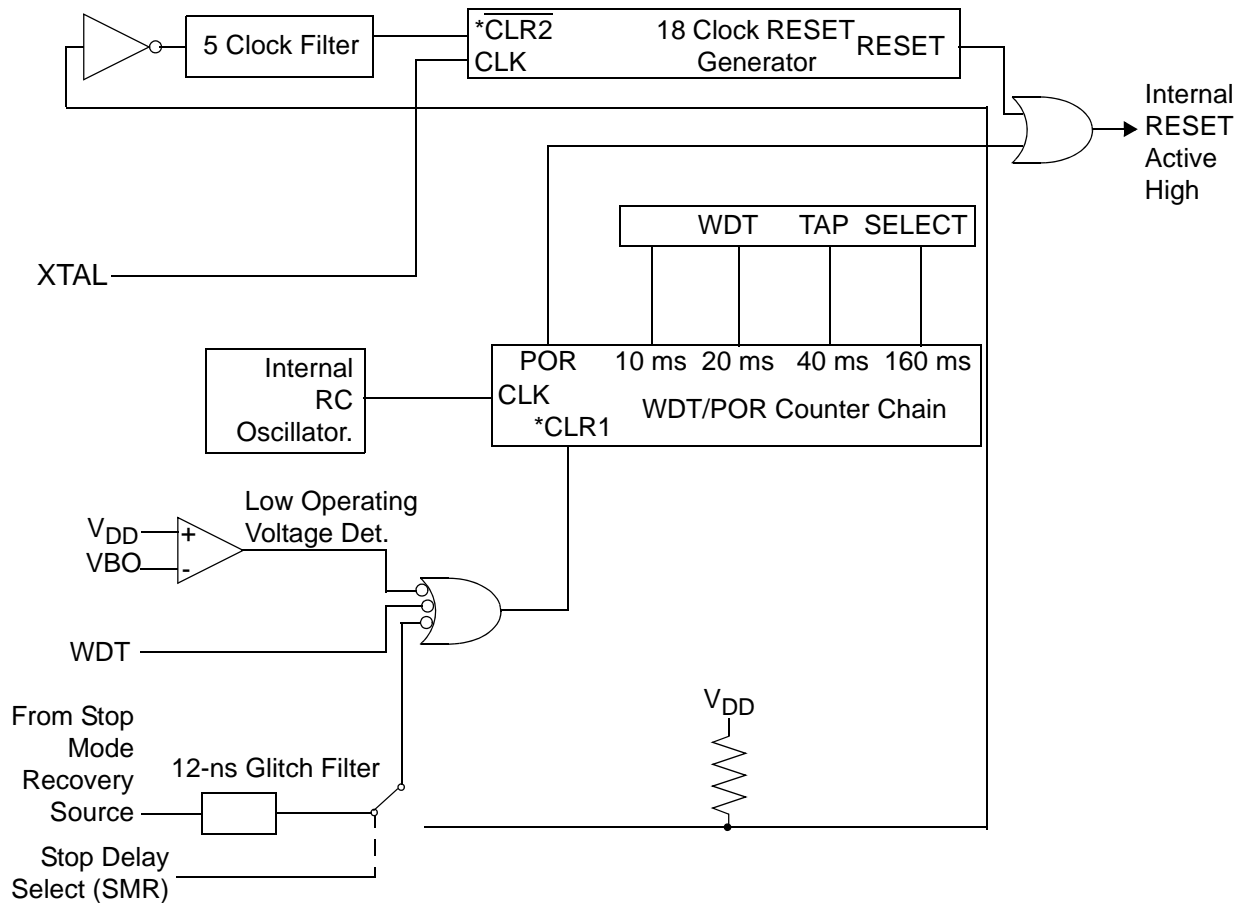 *CLR2
18 Clock RESET
RESET
5 Clock Filter
CLK
Generator
Internal
RESET
Active
High
WDT TAP SELECT
XTAL
POR
10 ms 20 ms 40 ms 160 ms
Internal
RC
Oscillator.
CLK
WDT/POR Counter Chain
*CLR1
Low Operating
Voltage Det.
VDD
+
VBO
-
WDT
From Stop
Mode
Recovery
Source
12-ns Glitch Filter
VDD
Stop Delay
Select (SMR)